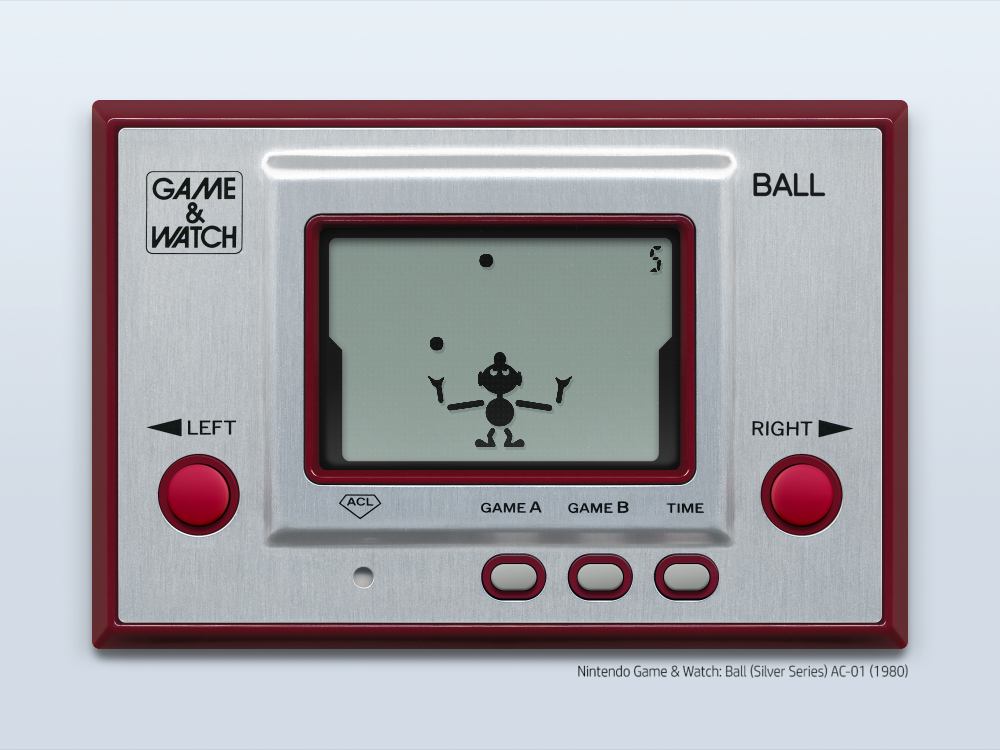 GAME
&
WATCH
BALL
5
LEFT
RIGHT
ACL
GAME A
GAME B
TIME
Nintendo Game & Watch: Ball (Silver Series) AC-01 (1980)